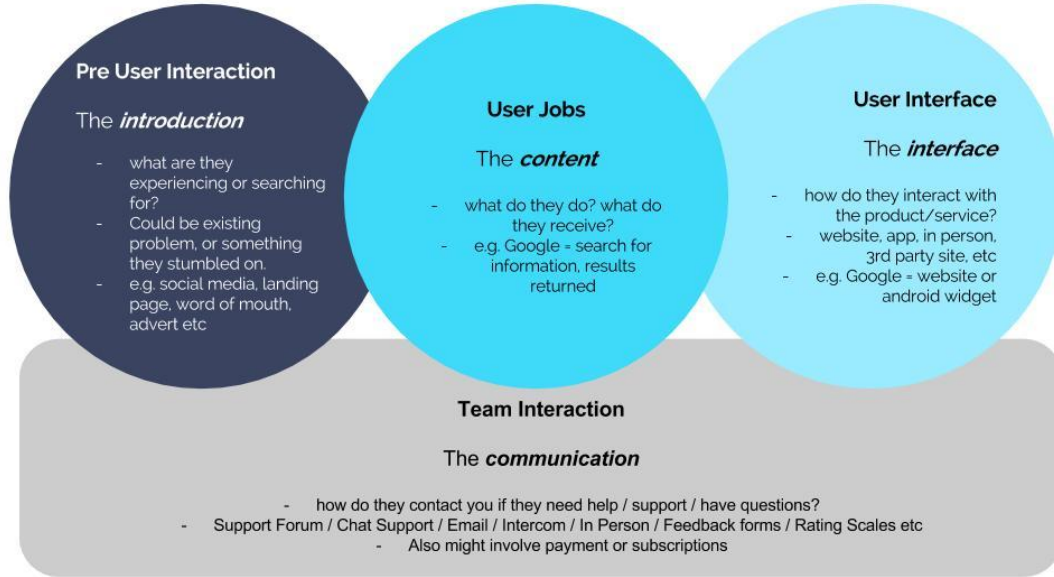 Pre User Interaction
The introduction
- what are they
experiencing or searching
for?
- Could be existing
problem, or something
they stumbled on.
- e.g. social media, landing
page, word of mouth,
advert etc
User Jobs
The content
- what do they do? what do
they receive?
- e.g. Google = search for
information, results
returned
User Interface
The interface
- how do they interact with
the product/service?
- website, app, in person,
3rd party site, etc
- e.g. Google = website or
android widget
Team Interaction
The communication
- how do they contact you if they need help / support / have questions?
- Support Forum / Chat Support / Email / Intercom / In Person / Feedback forms / Rating Scales etc
- Also might involve payment or subscriptions